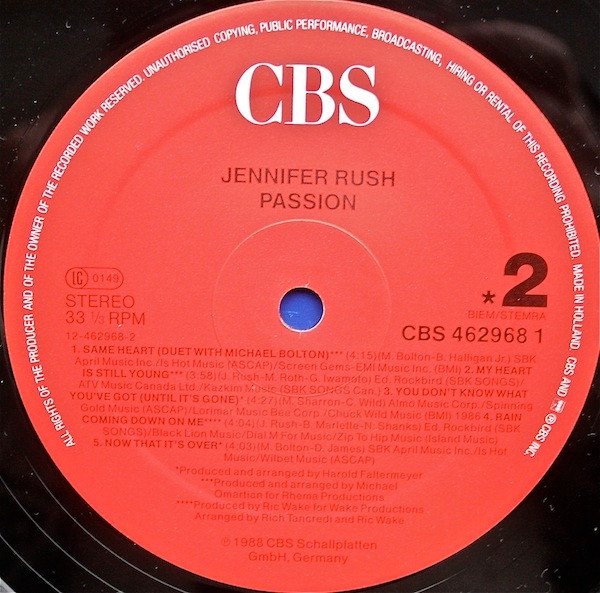 ALL RIGHTS OF THE PRODUCER AND OF THE OWNER OF THE RECORDED WORK RESERVED. UNAUTHORISED COPYING, PUBLIC PERFORMANCE, BROADCASTING, HIRING OR RENTAL OF THIS RECORDING PROHIBITED. MADE IN HOLLAND CBS AND ARE ® CBS INC.
CBS
JENNIFER RUSH
PASSION
LC 0149
STEREO
33 ⅓ RPM
*2
BIEM/STEMRA
12-462968-2
CBS 462968 1
1. SAME HEART (DUET WITH MICHAEL BOLTON)*** (4:15)(M. Bolton-B. Halligan Jr.) SBK
April Music Inc./Is Hot Music (ASCAP)/Screen Gems-EMI Music Inc. (BMI) 2. MY HEART
IS STILL YOUNG*** (3:58)(J. Rush-M. Roth-G. Iwamoto) Ed. Rockbird (SBK SONGS)/
ATV Music Canada Ltd./Kazkim Music (SBK SONGS Can.) 3. YOU DON'T KNOW WHAT
YOU'VE GOT (UNTIL IT'S GONE) (4:27)(M. Sharron-G. Wild) Almo Music Corp./Spinning
Gold Music (ASCAP)/Lorimar Music Bee Corp./Chuck Wild Music (BMI) 1986 4. RAIN
COMING DOWN ON ME**** (4:04)(J. Rush-B. Mariette-N. Shanks) Ed. Rockbird (SBK
SONGS)/Black Lion Music/Dial M For Music/Zip To Hip Music (Island Music)
5. NOW THAT IT'S OVER* (4:03)(M. Bolton-D. James) SBK April Music Inc./Is Hot
Music/Wilbet Music (ASCAP)
*Produced and arranged by Harold Faltermeyer
***Produced and arranged by Michael
Omartion for Rhema Productions
****Produced by Ric Wake for Wake Productions
Arranged by Rich Tancredi and Ric Wake
℗ 1988 CBS Schallplatten
GmbH, Germany